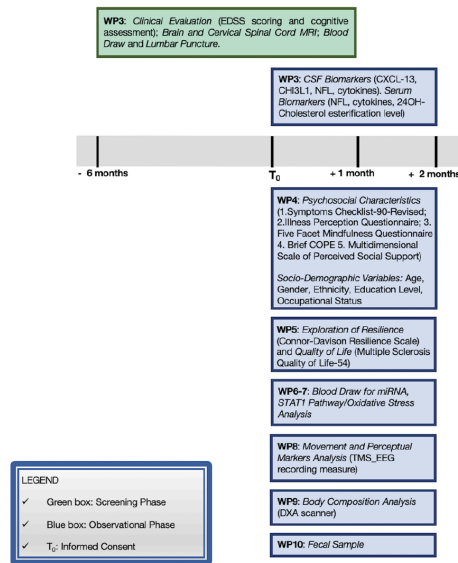 WP3: Clinical Evaluation (EDSS scoring and cognitive
assessment); Brain and Cervical Spinal Cord MRI; Blood
Draw and Lumbar Puncture.
WP3: CSF Biomarkers (CXCL-13,
CHI3L1, NFL, cytokines). Serum
Biomarkers (NFL, cytokines, 24OH-
Cholesterol esterification level)
- 6 months
T0
+ 1 month
+ 2 months
WP4: Psychosocial Characteristics
(1.Symptoms Checklist-90-Revised;
2.Illness Perception Questionnaire; 3.
Five Facet Mindfulness Questionnaire
4. Brief COPE 5. Multidimensional
Scale of Perceived Social Support)
Socio-Demographic Variables: Age,
Gender, Ethnicity, Education Level,
Occupational Status
WP5: Exploration of Resilience
(Connor-Davison Resilience Scale)
and Quality of Life (Multiple Sclerosis
Quality of Life-54)
WP6-7: Blood Draw for miRNA,
STAT1 Pathway/Oxidative Stress
Analysis
WP8: Movement and Perceptual
Markers Analysis (TMS_EEG
recording measure)
WP9: Body Composition Analysis
(DXA scanner)
WP10: Fecal Sample
LEGEND
✓ Green box: Screening Phase
✓ Blue box: Observational Phase
✓ T0: Informed Consent